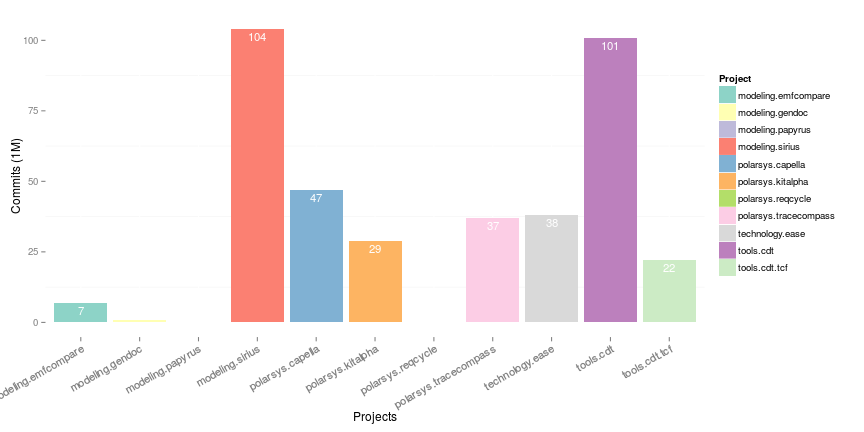 104
101
100
75
50
25
0
7
47
29
37
38
22
Commits (1M)
odeling.emfcompare
modeling.gendoc
modeling.papyrus
modeling.sirius
polarsys.capella
polarsys.kitalpha
polarsys.reqcycle
polarsys.tracecompass
technology.ease
tools.cdt
tools.cdt.tcf
Projects
Project
modeling.emfcompare
modeling.gendoc
modeling.papyrus
modeling.sirius
polarsys.capella
polarsys.kitalpha
polarsys.reqcycle
polarsys.tracecompass
technology.ease
tools.cdt
tools.cdt.tcf